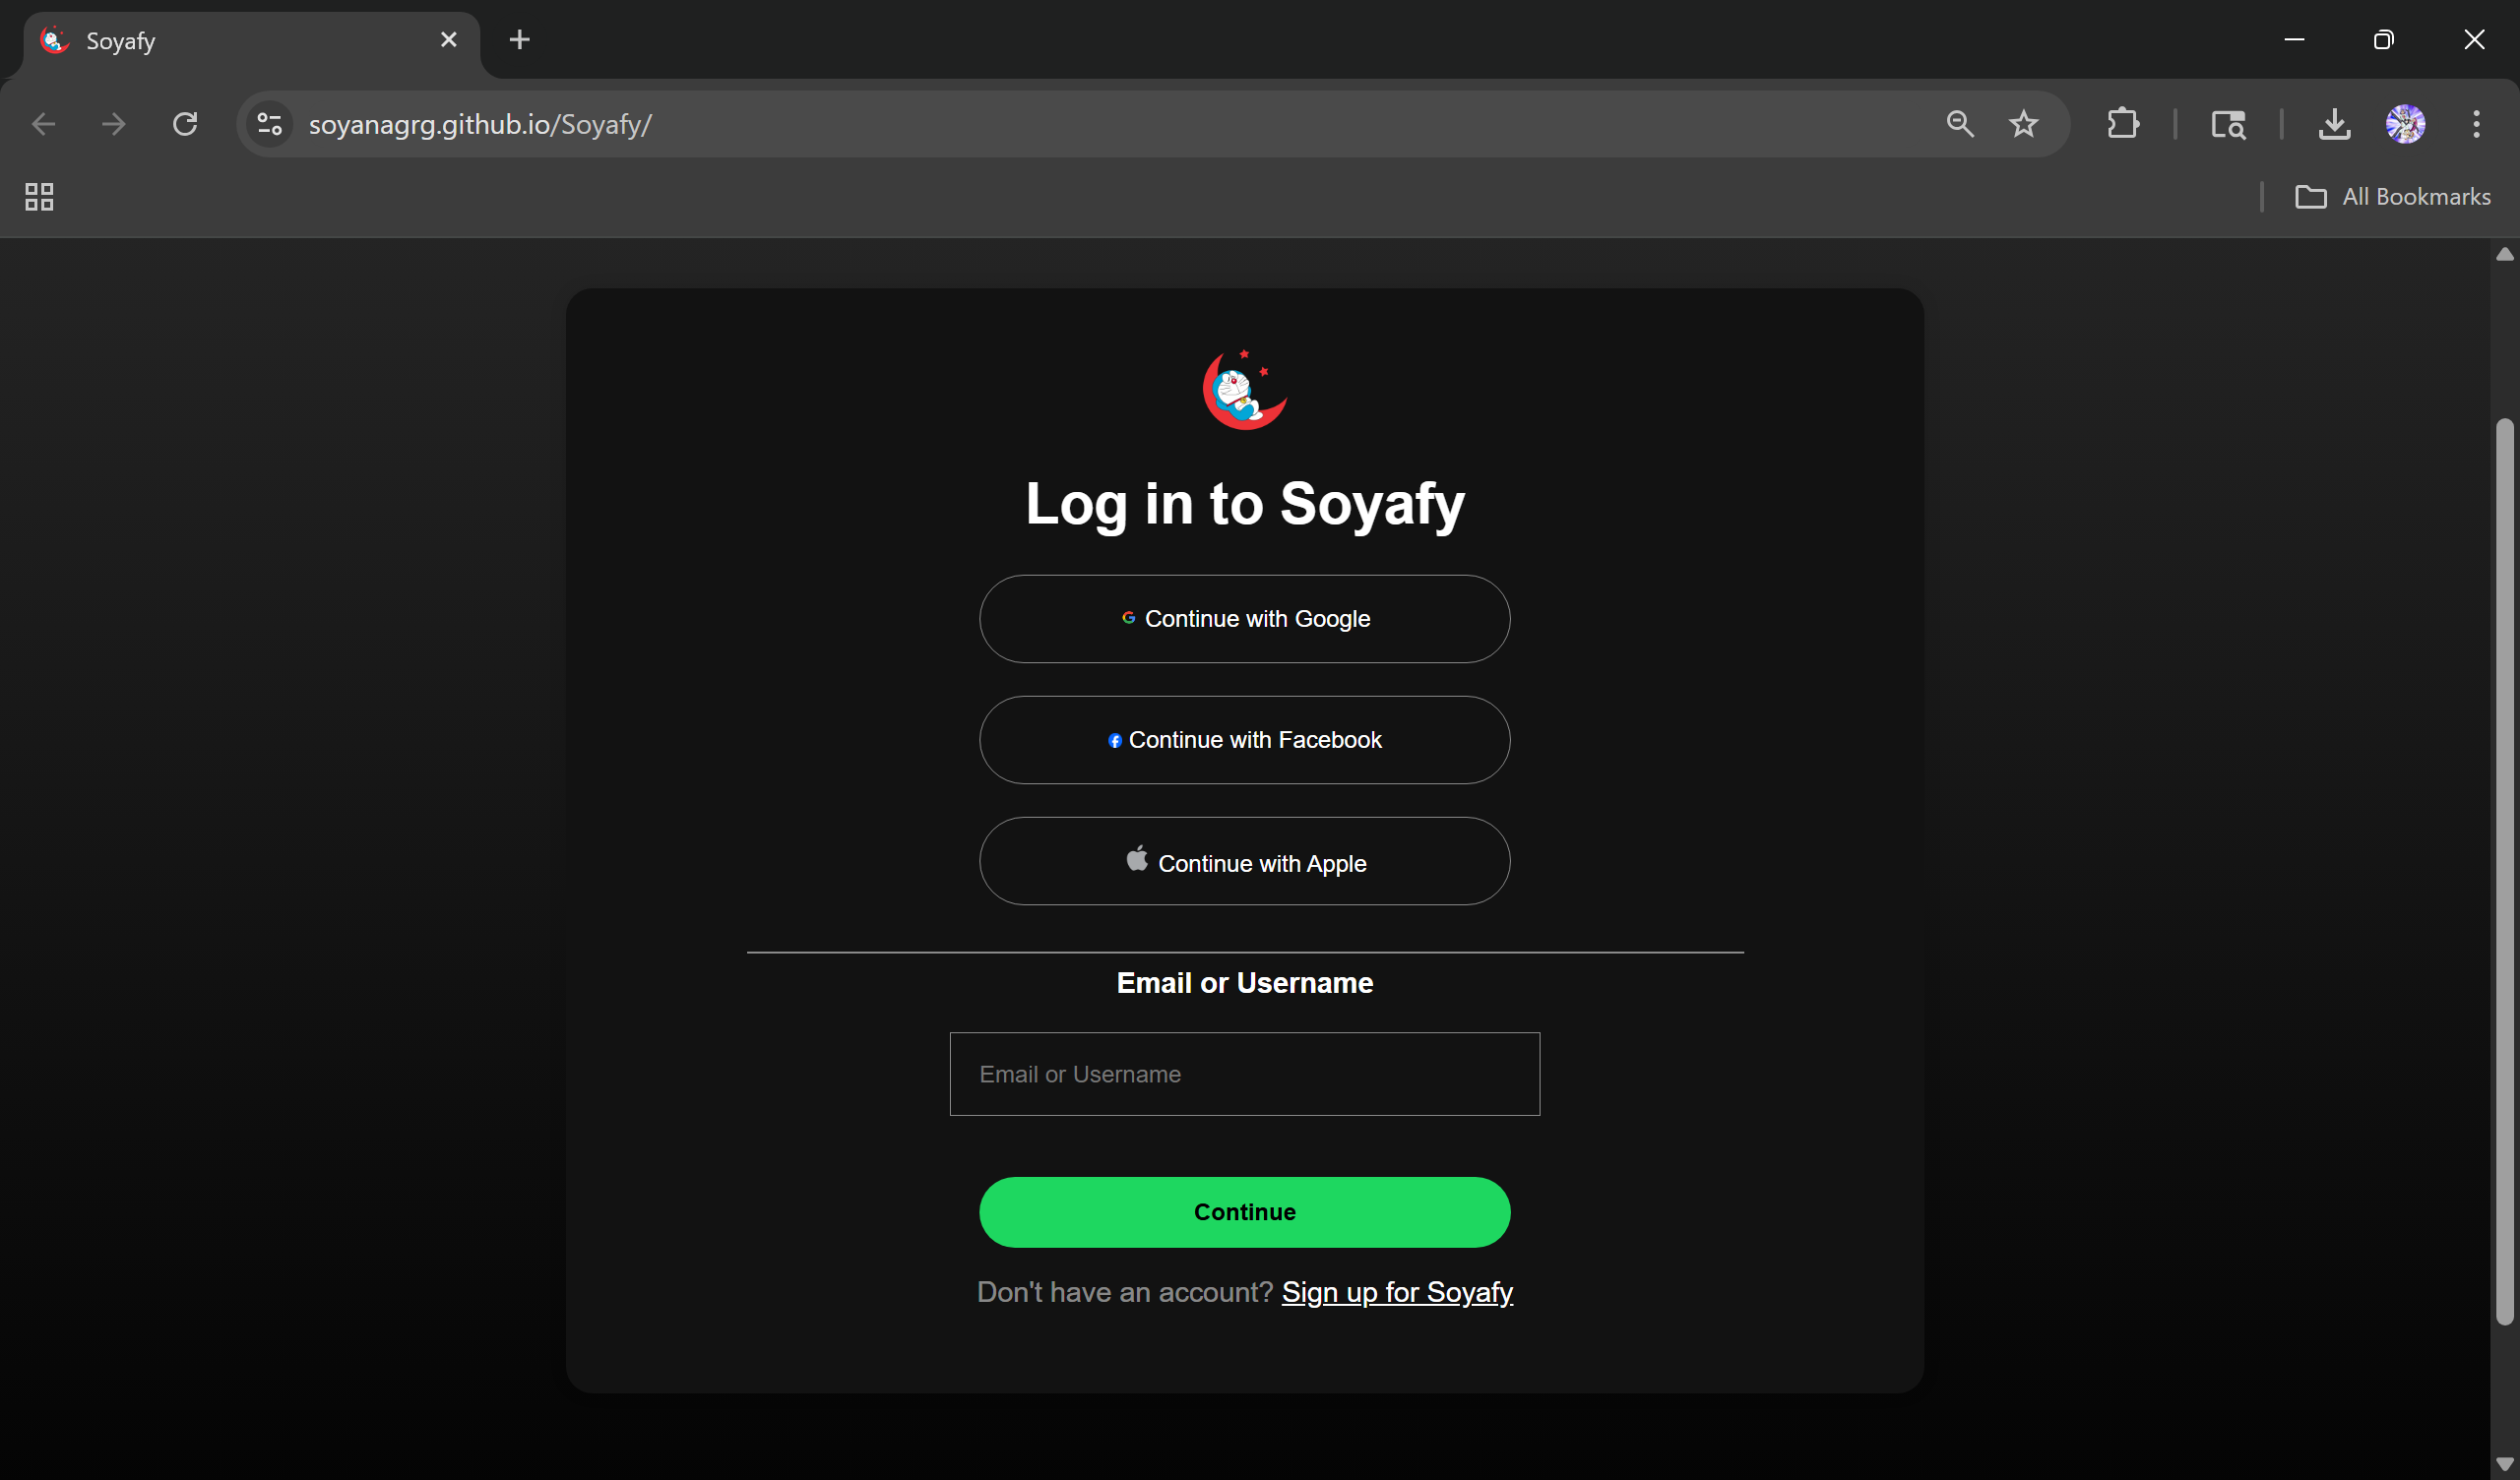 Soyafy
soyanagrg.github.io/Soyafy/
All Bookmarks
Log in to Soyafy
Continue with Google
Continue with Facebook
Continue with Apple
Email or Username
Email or Username
Continue
Don't have an account? Sign up for Soyafy